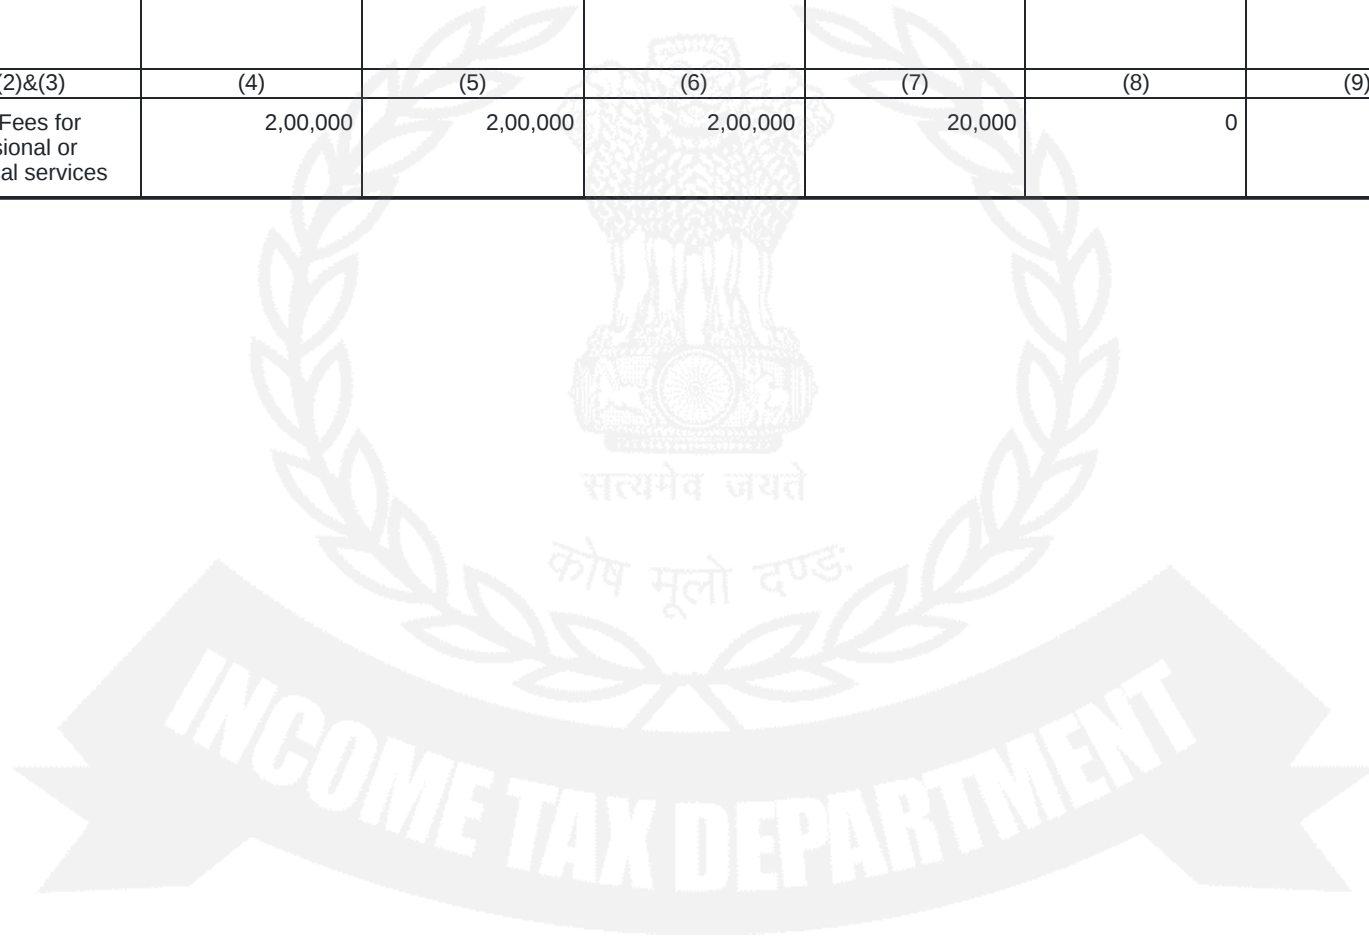 (2)&(3) (4) (5) (6) (7) (8) (9)
Fees for 2,00,000 2,00,000 2,00,000 20,000 0
sional or
al services
सत्यमेव जयते
कोष मूलो दण्डः
INCOME TAX DEPARTMENT